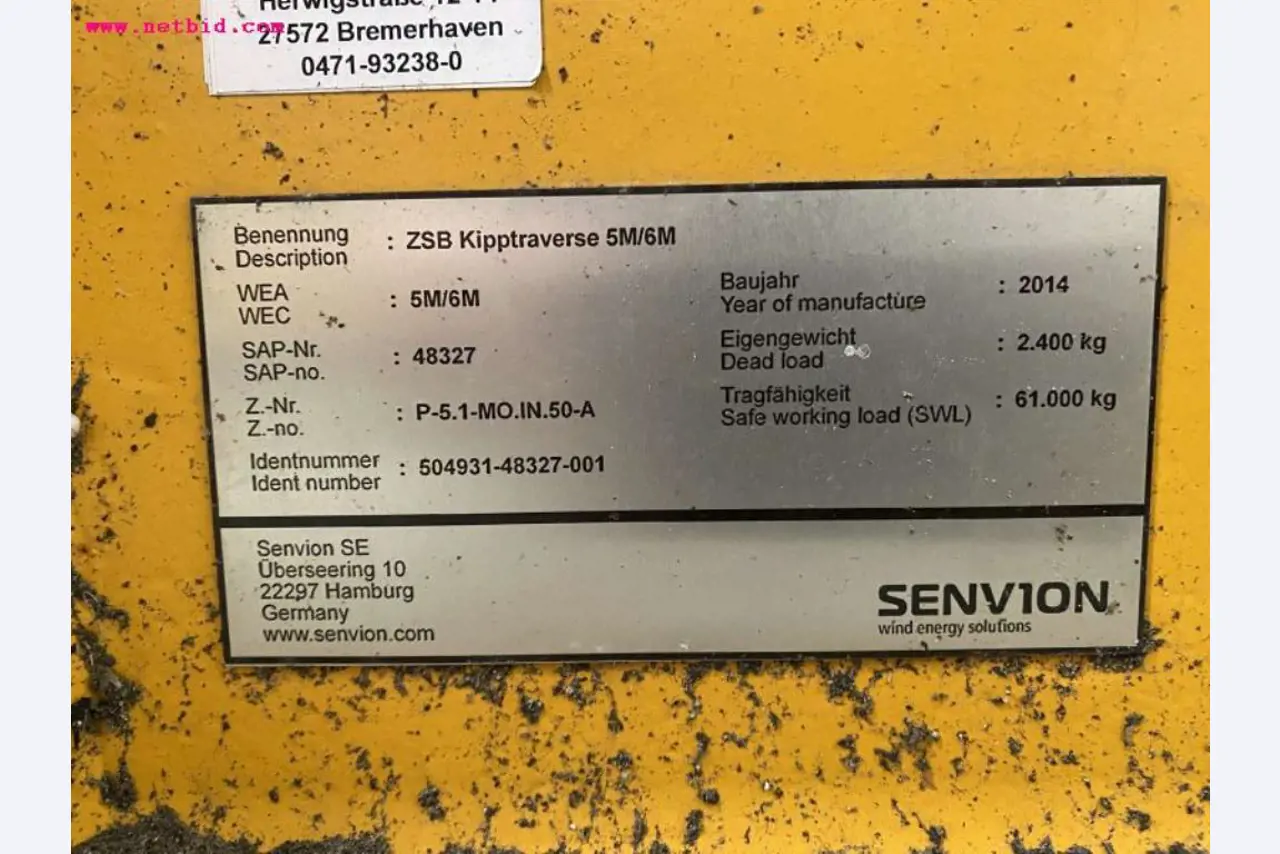 www.netbid.com
Herwigstraße
27572 Bremerhaven
0471-93238-0
Benennung : ZSB Kipptraverse 5M/6M
Description
WEA : 5M/6M
WEC
SAP-Nr. : 48327
SAP-no.
Z.-Nr. : P-5.1-MO.IN.50-A
Z.-no.
Identnummer : 504931-48327-001
Ident number
Baujahr : 2014
Year of manufacture
Eigengewicht : 2.400 kg
Dead load
Tragfähigkeit : 61.000 kg
Safe working load (SWL)
Senvion SE
Überseering 10
22297 Hamburg
Germany
www.senvion.com
SENVION
wind energy solutions